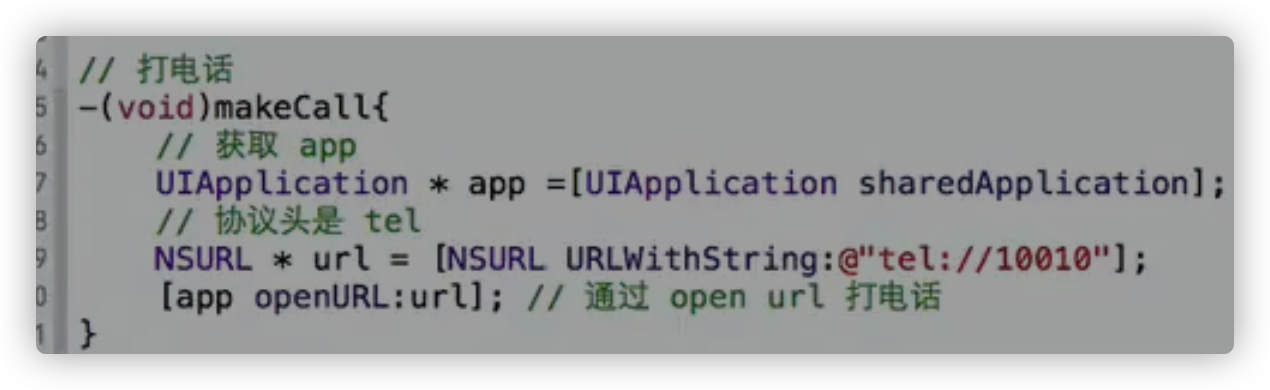 4 // 打电话
5 -(void)makeCall{
6 // 获取 app
7 UIApplication * app =[UIApplication sharedApplication];
8 // 协议头是 tel
9 NSURL * url = [NSURL URLWithString:@"tel://10010"];
0 [app openURL:url]; // 通过 open url 打电话
1 }